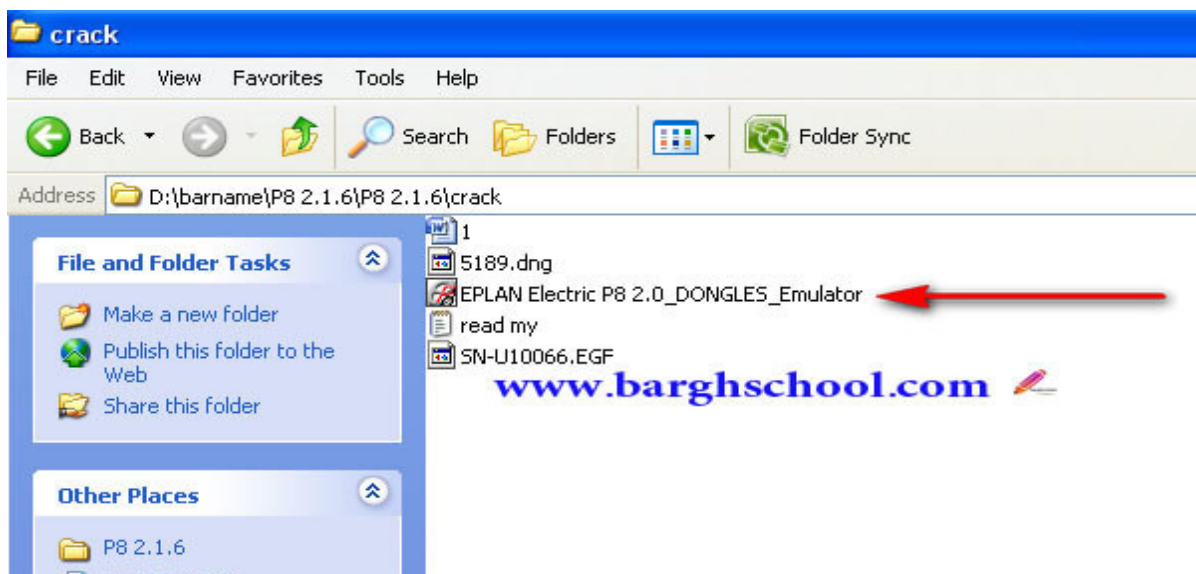 crack
File Edit View Favorites Tools Help
Back Search Folders Folder Sync
Address D:\barname\P8 2.1.6\P8 2.1.6\crack
File and Folder Tasks
Make a new folder
Publish this folder to the
Web
Share this folder
Other Places
P8 2.1.6
1
5189.dng
EPLAN Electric P8 2.0_DONGLES_Emulator
read my
SN-U10066.EGF
www.barghschool.com